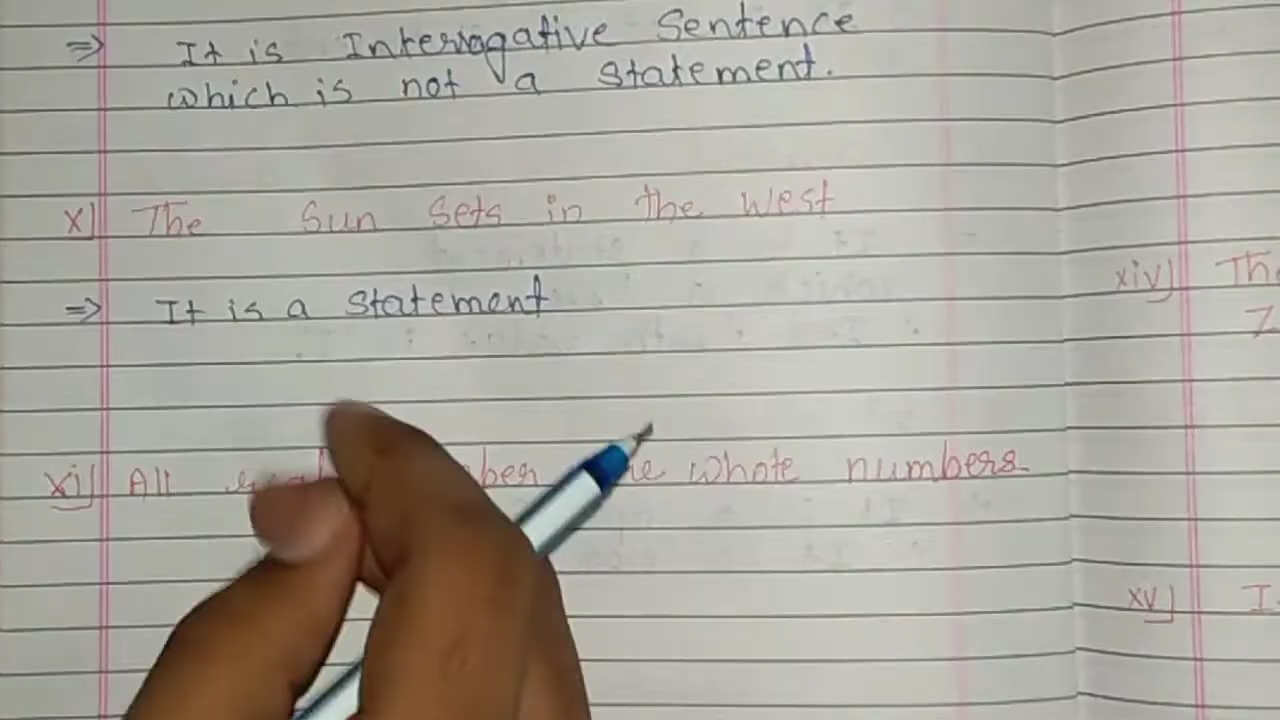 ⇒ It is Interrogative Sentence
which is not a statement.
x] The Sun sets in the west
⇒ It is a statement
xi] All whole numbers
xiv]
xv]